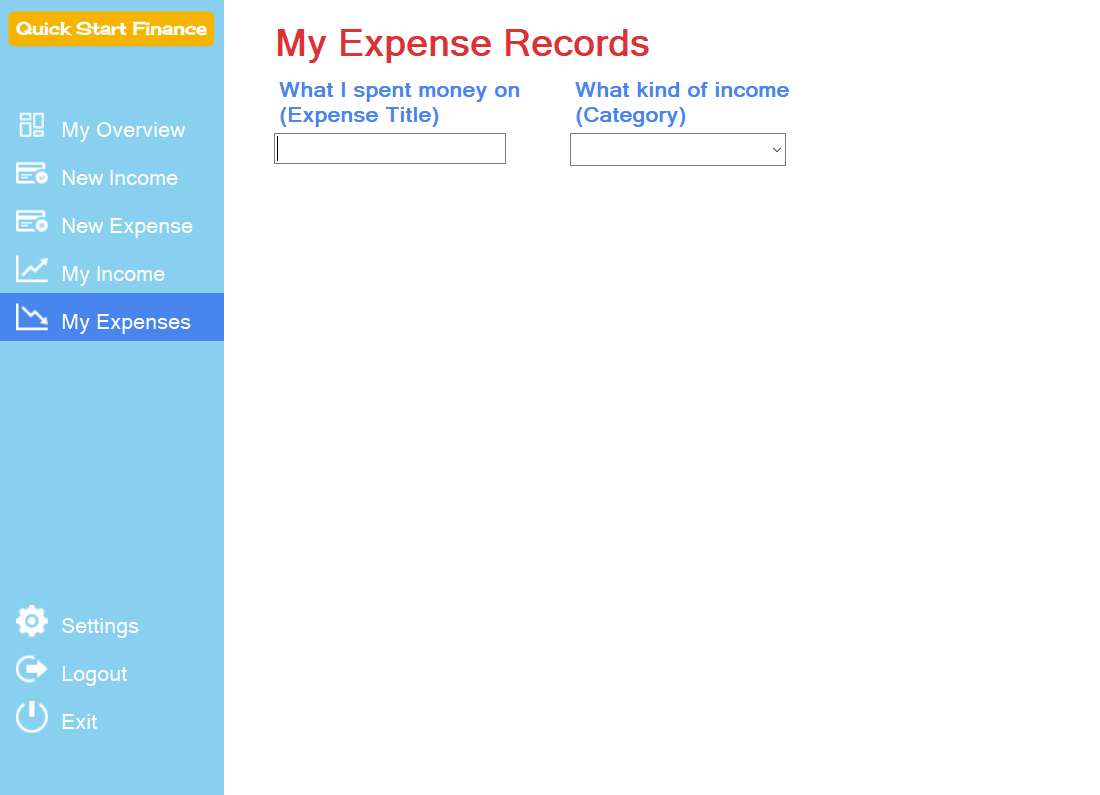 Quick Start Finance
My Overview
New Income
New Expense
My Income
My Expenses
Settings
Logout
Exit
My Expense Records
What I spent money on
(Expense Title)
What kind of income
(Category)